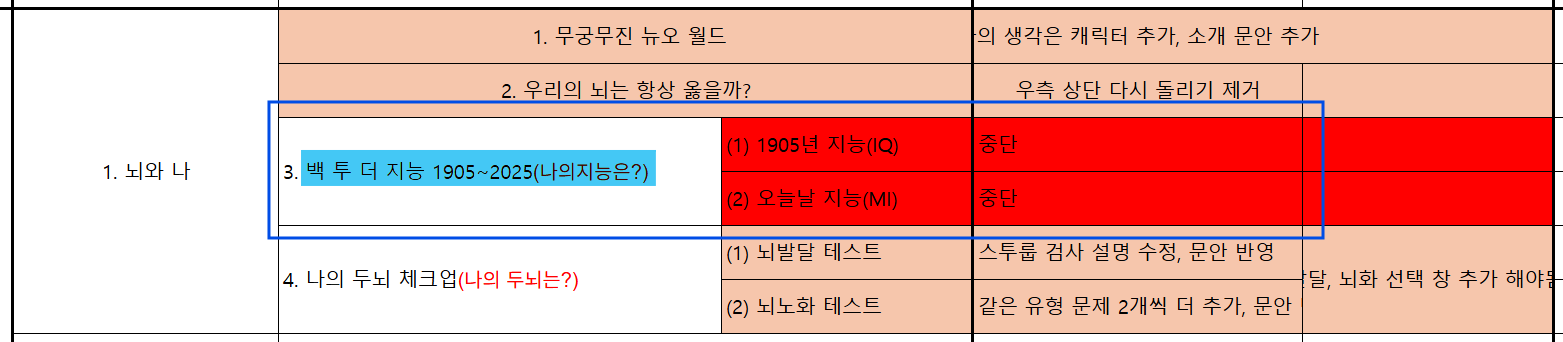 1. 무궁무진 뉴오 월드
의 생각은 캐릭터 추가, 소개 문안 추가
2. 우리의 뇌는 항상 옳을까?
우측 상단 다시 돌리기 제거
1. 뇌와 나
3. 백 투 더 지능 1905~2025(나의지능은?)
(1) 1905년 지능(IQ)
중단
(2) 오늘날 지능(MI)
중단
4. 나의 두뇌 체크업(나의 두뇌는?)
(1) 뇌발달 테스트
스투룹 검사 설명 수정, 문안 반영
(2) 뇌노화 테스트
같은 유형 문제 2개씩 더 추가, 문안
달, 뇌화 선택 창 추가 해야